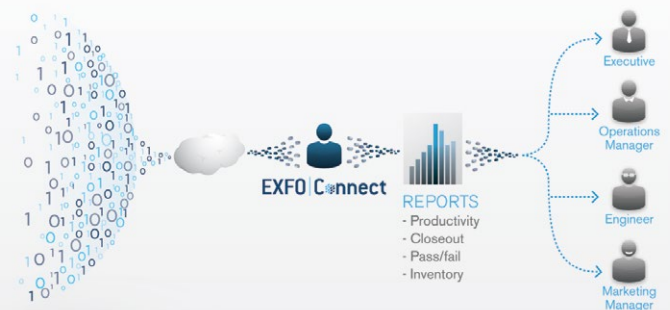 EXFO|Connect
REPORTS
- Productivity
- Closeout
- Pass/fail
- Inventory
Executive
Operations
Manager
Engineer
Marketing
Manager